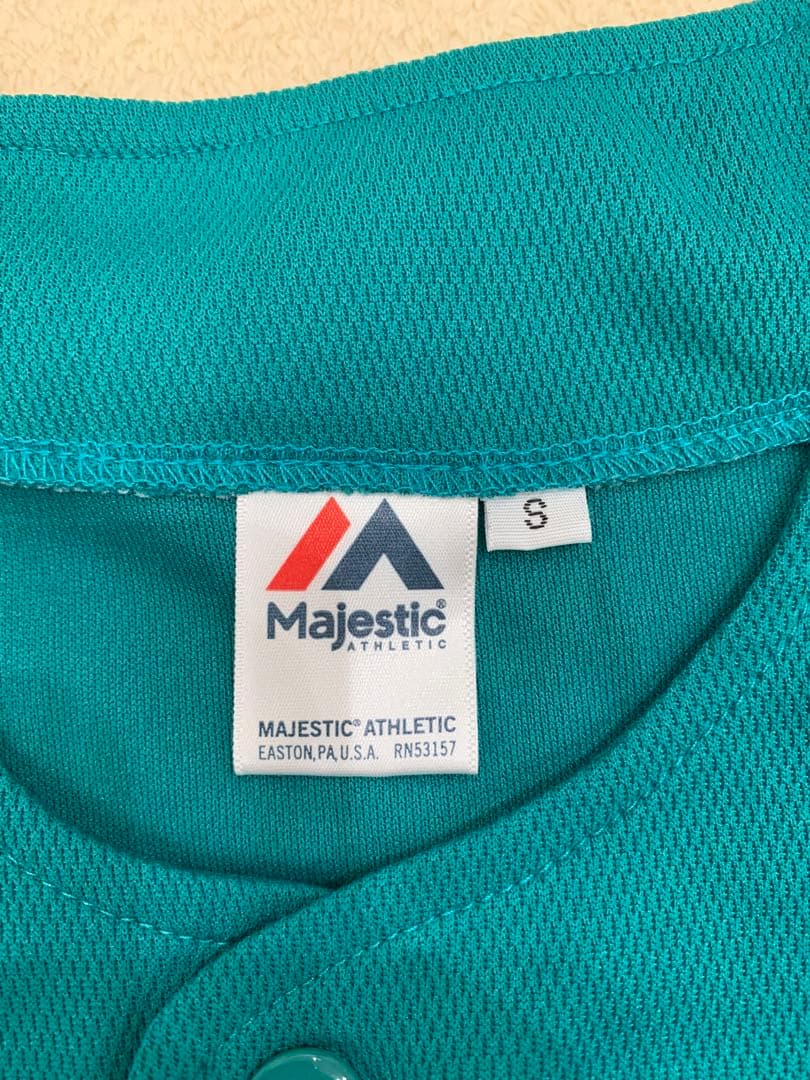 S
Majestic®
ATHLETIC
MAJESTIC® ATHLETIC
EASTON, PA, U.S.A. RN53157